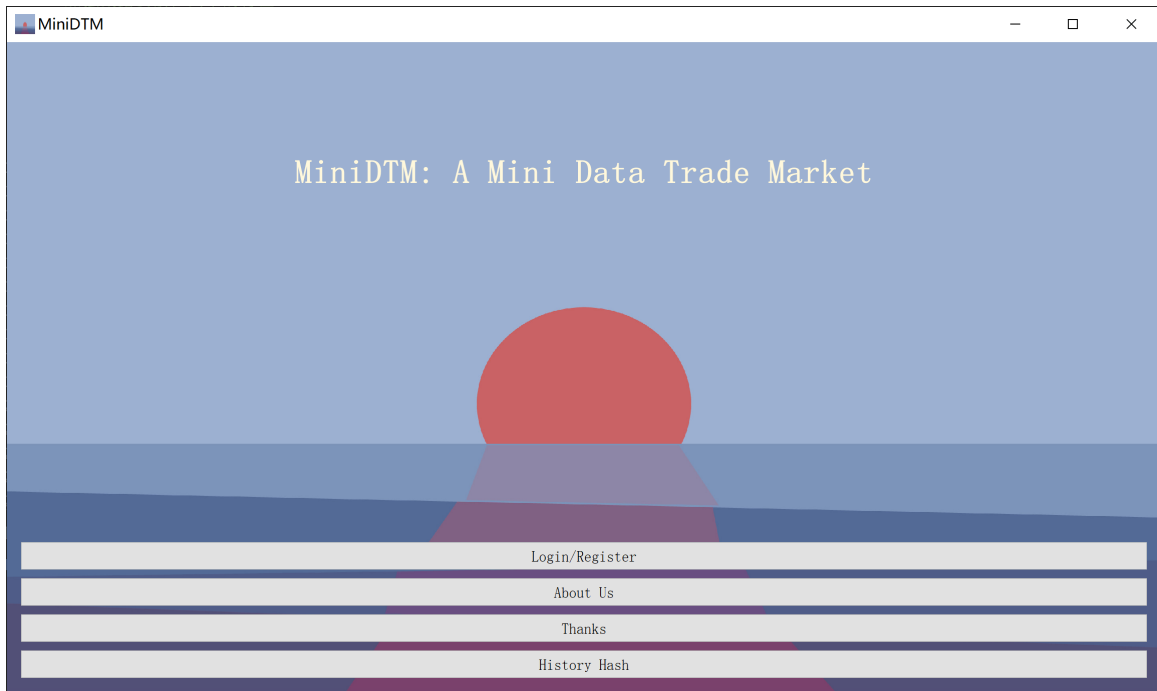 MiniDTM
MiniDTM: A Mini Data Trade Market
Login/Register
About Us
Thanks
History Hash